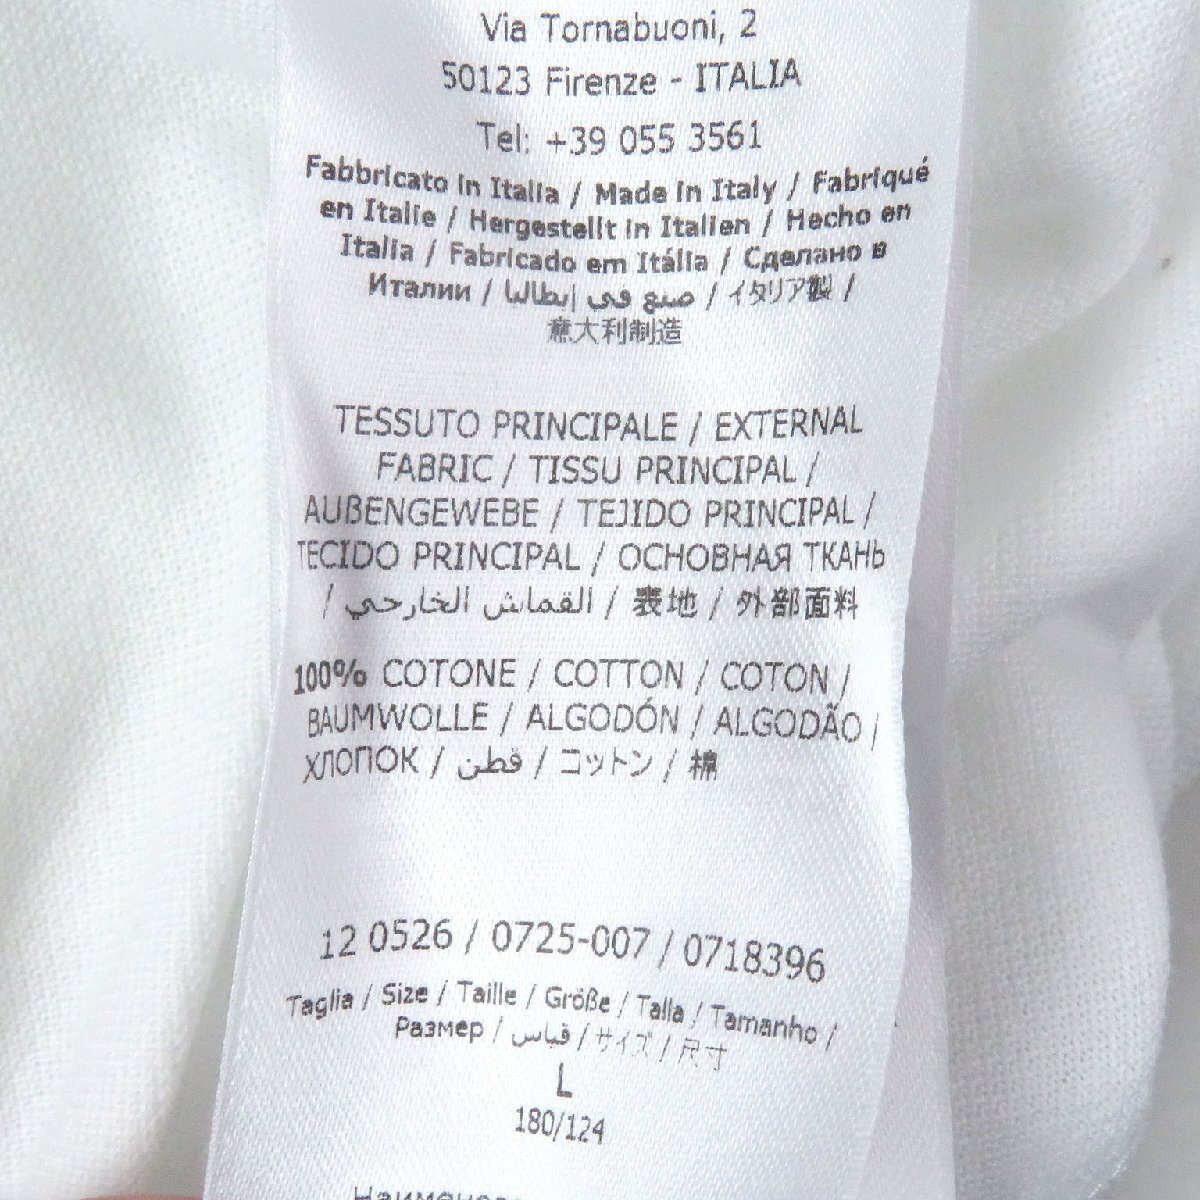 Via Tornabuoni, 2
50123 Firenze - ITALIA
Tel: +39 055 3561
Fabbricato in Italia / Made in Italy / Fabriqué
en Italie / Hergestellt in Italien / Hecho en
Italia / Fabricado em Itália / Сделано в
Италии / صنع في إيطاليا / イタリア製 /
意大利制造
TESSUTO PRINCIPALE / EXTERNAL
FABRIC / TISSU PRINCIPAL /
AUßENGEWEBE / TEJIDO PRINCIPAL /
TECIDO PRINCIPAL / ОСНОВНАЯ ТКАНЬ
/ القماش الخارجي / 表地 / 外部面料
100% COTONE / COTTON / COTON /
BAUMWOLLE / ALGODÓN / ALGODÃO /
ХЛОПОК / قطن / コットン / 棉
12 0526 / 0725-007 / 0718396
Taglia / Size / Taille / Größe / Talla / Tamanho /
Размер / قياس / サイズ / 尺寸
L
180/124